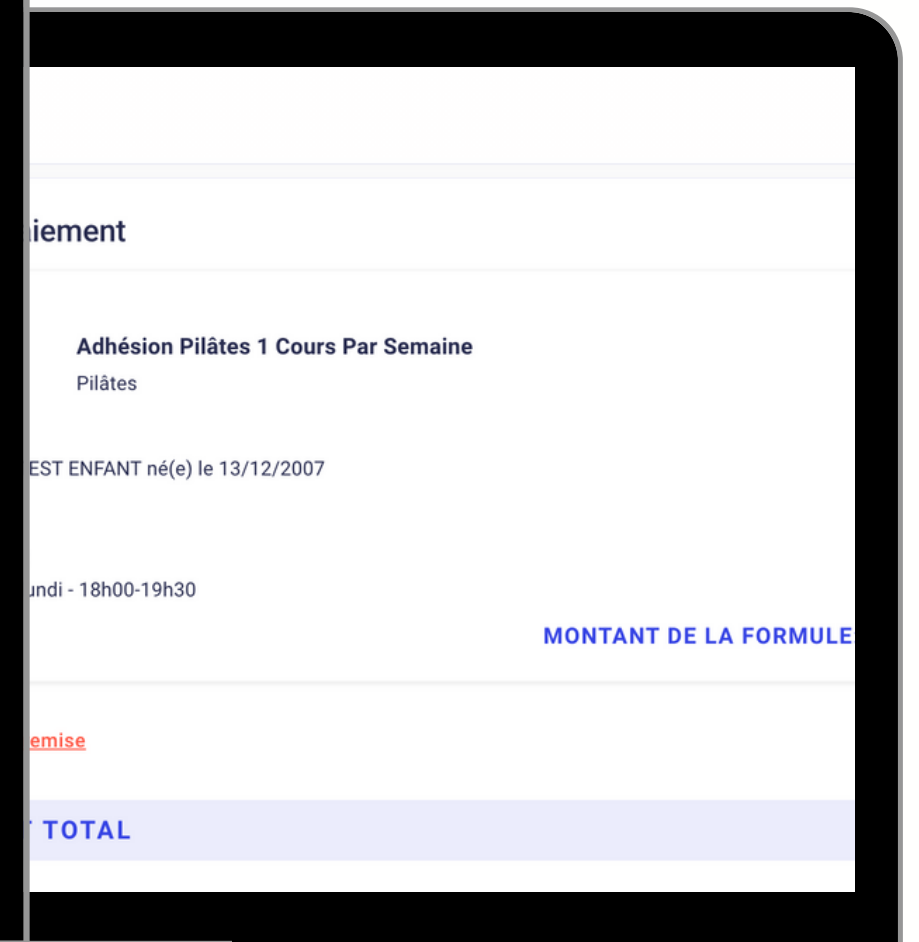 iement
Adhésion Pilâtes 1 Cours Par Semaine
Pilâtes
EST ENFANT né(e) le 13/12/2007
undi - 18h00-19h30
MONTANT DE LA FORMULE
emise
TOTAL